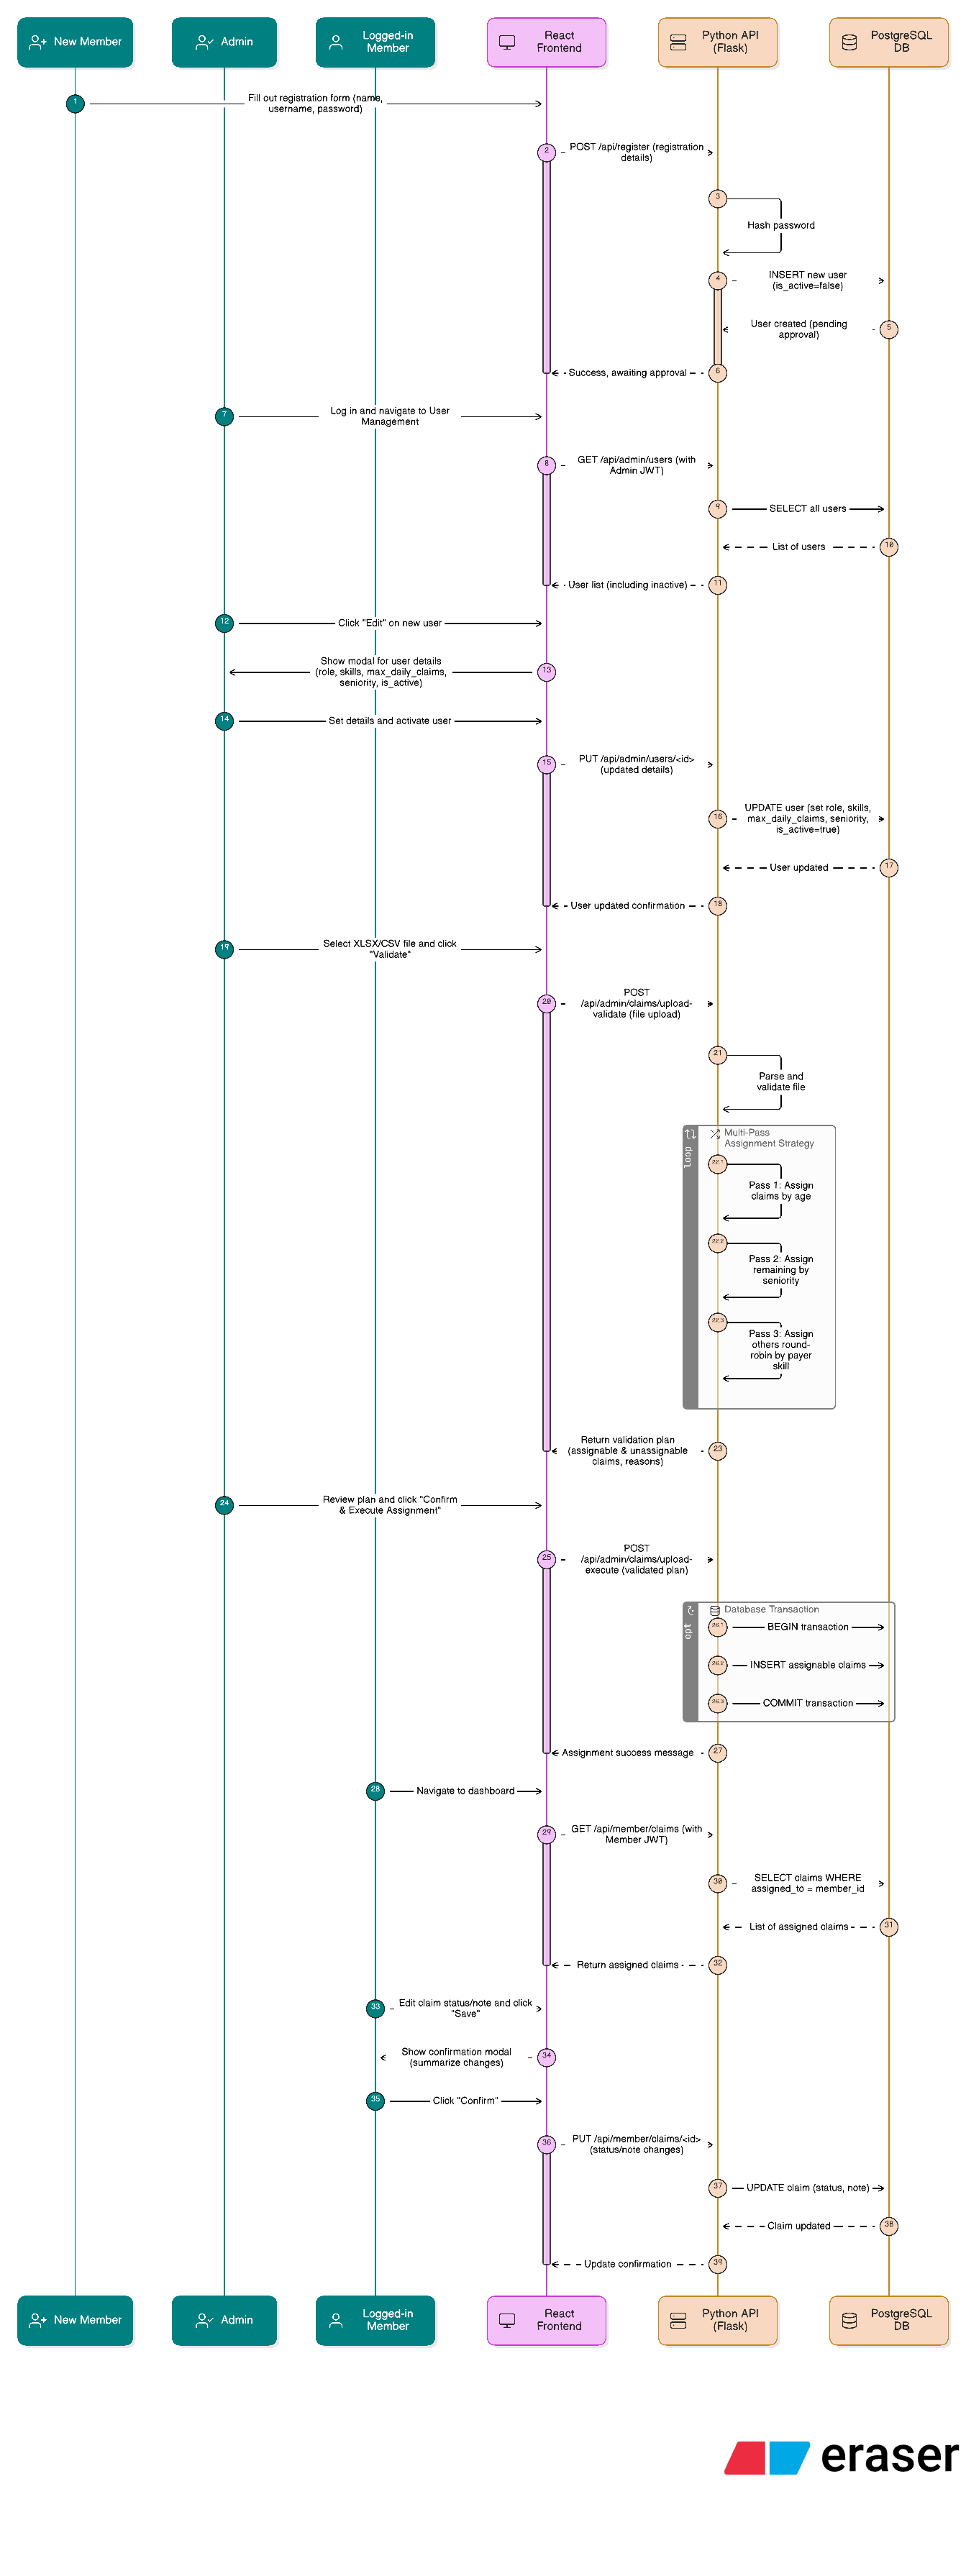 New Member
Admin
Logged-in
Member
React
Frontend
Python API
(Flask)
PostgreSQL
DB
1
Fill out registration form (name,
username, password)
2
POST /api/register (registration
details)
3
Hash password
4
INSERT new user
(is_active=false)
User created (pending
approval)
5
Success, awaiting approval
6
7
Log in and navigate to User
Management
8
GET /api/admin/users (with
Admin JWT)
9
SELECT all users
List of users
10
User list (including inactive)
11
12
Click "Edit" on new user
Show modal for user details
(role, skills, max_daily_claims,
seniority, is_active)
13
14
Set details and activate user
15
PUT /api/admin/users/<id>
(updated details)
16
UPDATE user (set role, skills,
max_daily_claims, seniority,
is_active=true)
User updated
17
User updated confirmation
18
19
Select XLSX/CSV file and click
"Validate"
20
POST
/api/admin/claims/upload-
validate (file upload)
21
Parse and
validate file
loop
Multi-Pass
Assignment Strategy
22.1
Pass 1: Assign
claims by age
22.2
Pass 2: Assign
remaining by
seniority
22.3
Pass 3: Assign
others round-
robin by payer
skill
Return validation plan
(assignable & unassignable
claims, reasons)
23
24
Review plan and click "Confirm
& Execute Assignment"
25
POST
/api/admin/claims/upload-
execute (validated plan)
opt
Database Transaction
26.1
BEGIN transaction
26.2
INSERT assignable claims
26.3
COMMIT transaction
Assignment success message
27
28
Navigate to dashboard
29
GET /api/member/claims (with
Member JWT)
30
SELECT claims WHERE
assigned_to = member_id
List of assigned claims
31
Return assigned claims
32
33
Edit claim status/note and click
"Save"
Show confirmation modal
(summarize changes)
34
35
Click "Confirm"
36
PUT /api/member/claims/<id>
(status/note changes)
37
UPDATE claim (status, note)
Claim updated
38
Update confirmation
39
New Member
Admin
Logged-in
Member
React
Frontend
Python API
(Flask)
PostgreSQL
DB
eraser